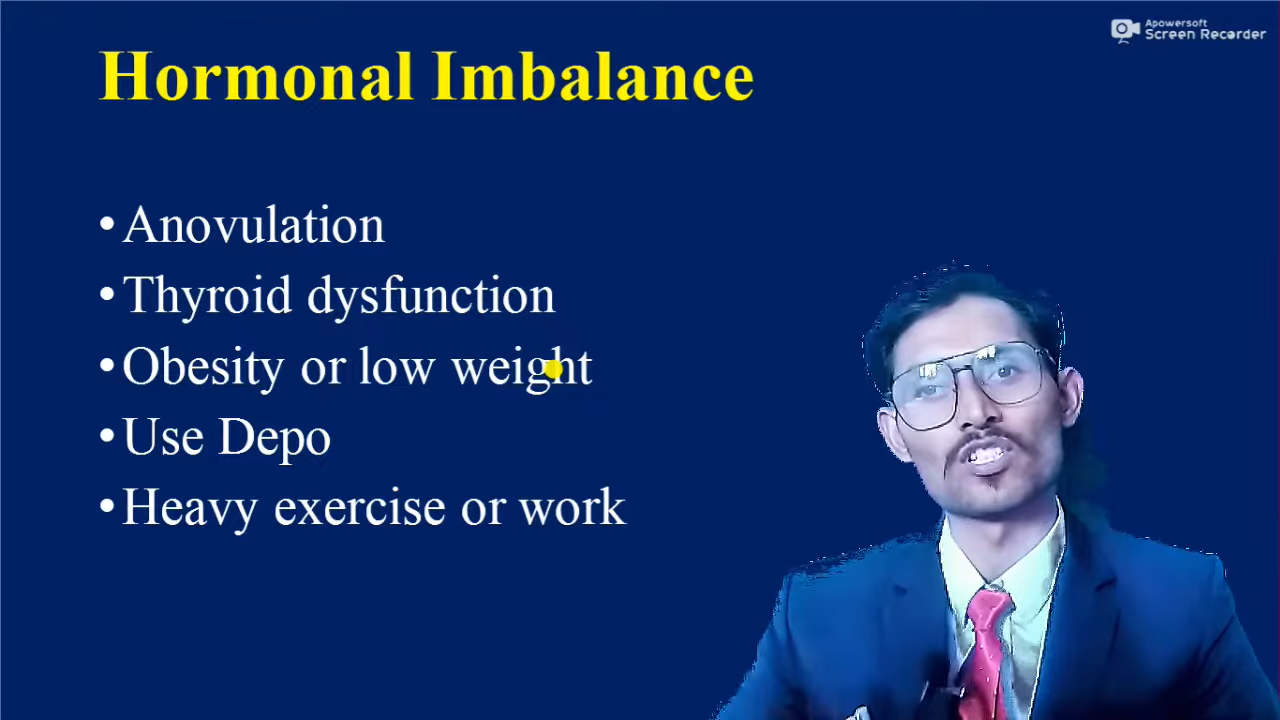 Apowersoft
Screen Recorder
Hormonal Imbalance
• Anovulation
• Thyroid dysfunction
• Obesity or low weight
• Use Depo
• Heavy exercise or work